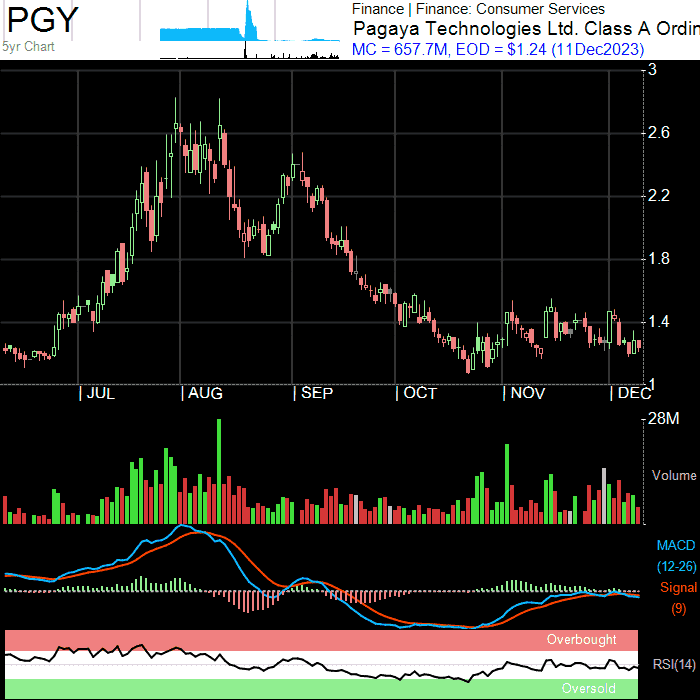 PGY
5yr Chart
Finance | Finance: Consumer Services
Pagaya Technologies Ltd. Class A Ordin
MC = 657.7M, EOD = $1.24 (11Dec2023)
3
2.6
2.2
1.8
1.4
1
JUL AUG SEP OCT NOV DEC
28M
Volume
MACD
(12-26)
Signal
(9)
Overbought
RSI(14)
Oversold